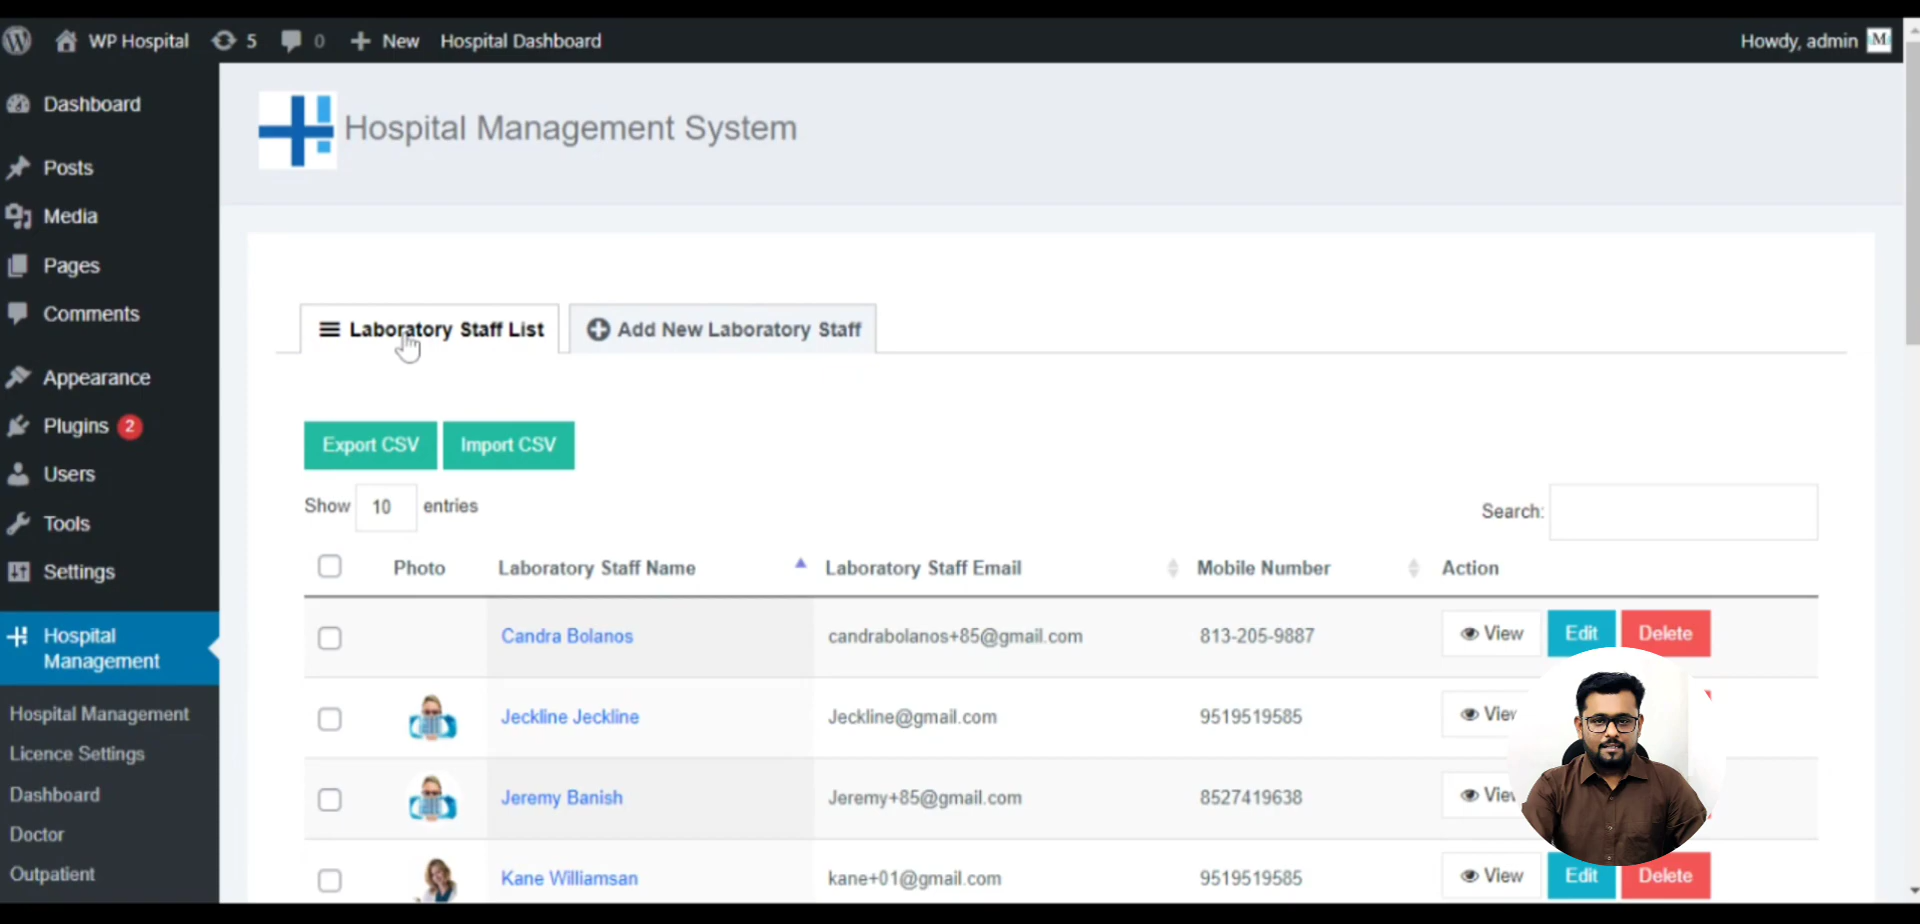 WP Hospital 5 0 New Hospital Dashboard Howdy, admin M
Dashboard
Posts
Media
Pages
Comments
Appearance
Plugins 2
Users
Tools
Settings
Hospital
Management
Hospital Management
Licence Settings
Dashboard
Doctor
Outpatient
Hospital Management System
Laboratory Staff List Add New Laboratory Staff
Export CSV Import CSV
Show 10 entries Search:
Photo Laboratory Staff Name Laboratory Staff Email Mobile Number Action
Candra Bolanos candrabolanos+85@gmail.com 813-205-9887 View Edit Delete
Jeckline Jeckline Jeckline@gmail.com 9519519585
Jeremy Banish Jeremy+85@gmail.com 8527419638
Kane Williamsan kane+01@gmail.com 9519519585 View Edit Delete